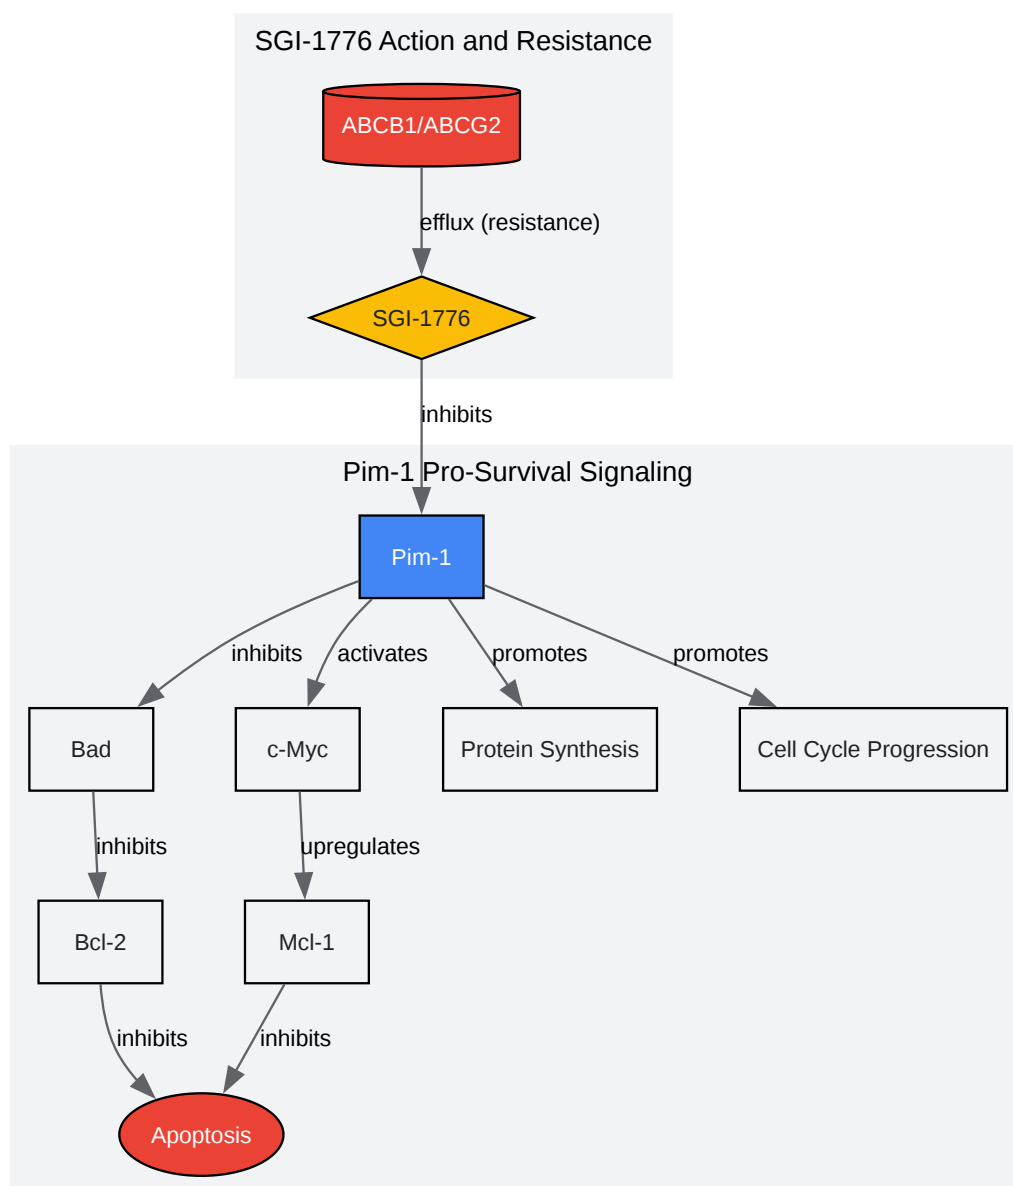 SGI-1776 Action and Resistance
ABCB1/ABCG2
efflux (resistance)
SGI-1776
inhibits
Pim-1 Pro-Survival Signaling
Pim-1
inhibits
activates
promotes
promotes
Bad
c-Myc
Protein Synthesis
Cell Cycle Progression
inhibits
upregulates
Bcl-2
Mcl-1
inhibits
inhibits
Apoptosis